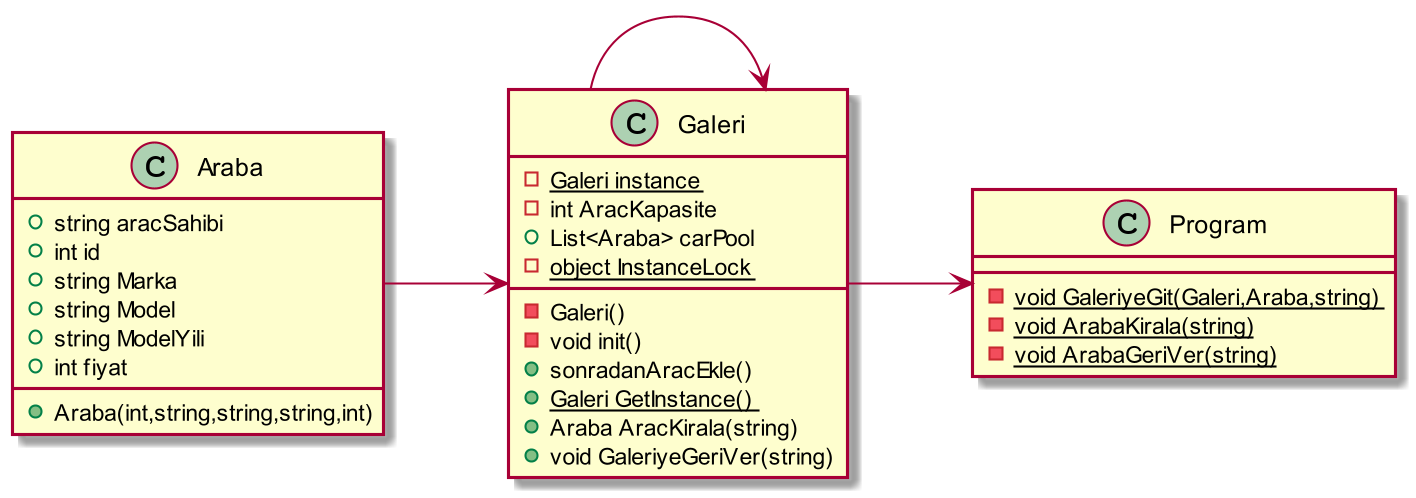 C Araba
string aracSahibi
int id
string Marka
string Model
string ModelYili
int fiyat
Araba(int,string,string,string,int)
C Galeri
Galeri instance
int AracKapasite
List<Araba> carPool
object InstanceLock
Galeri()
void init()
sonradanAracEkle()
Galeri GetInstance()
Araba AracKirala(string)
void GaleriyeGeriVer(string)
C Program
void GaleriyeGit(Galeri,Araba,string)
void ArabaKirala(string)
void ArabaGeriVer(string)